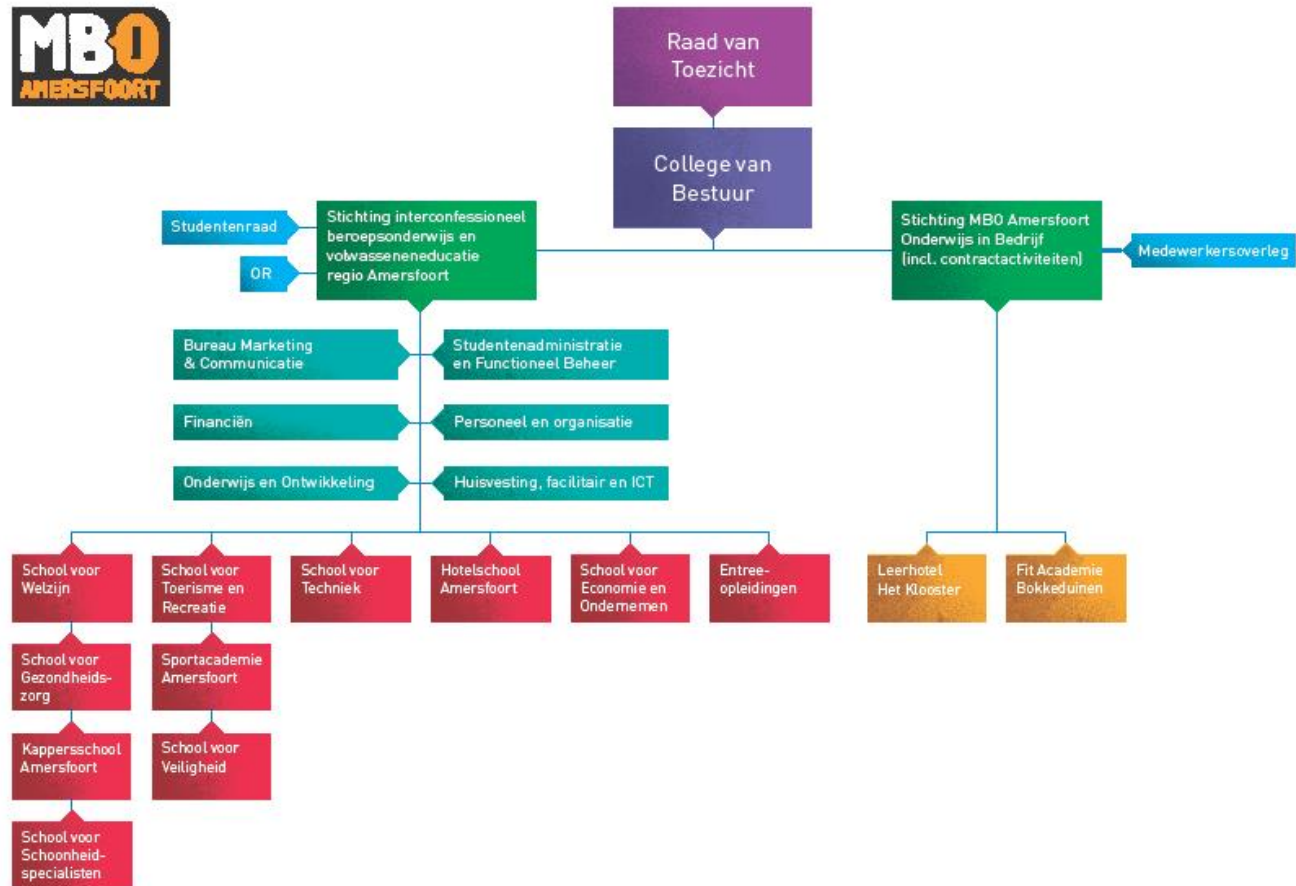 MBO
AMERSFOORT
Raad van
Toezicht
College van
Bestuur
Studentenraad
OR
Stichting interconfessioneel
beroepsonderwijs en
volwasseneneducatie
regio Amersfoort
Stichting MBO Amersfoort
Onderwijs in Bedrijf
(incl. contractactiviteiten)
Medewerkersoverleg
Bureau Marketing
& Communicatie
Studentenadministratie
en Functioneel Beheer
Financiën
Personeel en organisatie
Onderwijs en Ontwikkeling
Huisvesting, facilitair en ICT
School voor
Welzijn
School voor
Toerisme en
Recreatie
School voor
Techniek
Hotelschool
Amersfoort
School voor
Economie en
Ondernemen
Entree-
opleidingen
Leerhotel
Het Klooster
Fit Academie
Bokkeduinen
School voor
Gezondheids-
zorg
Sportacademie
Amersfoort
Kappersschool
Amersfoort
School voor
Veiligheid
School voor
Schoonheid-
specialisten